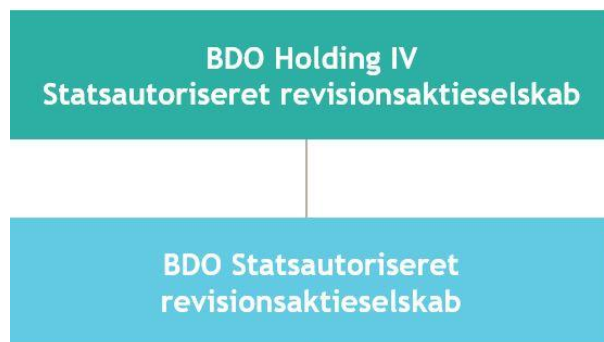 BDO Holding IV
Statsautoriseret revisionsaktieselskab
BDO Statsautoriseret
revisionsaktieselskab